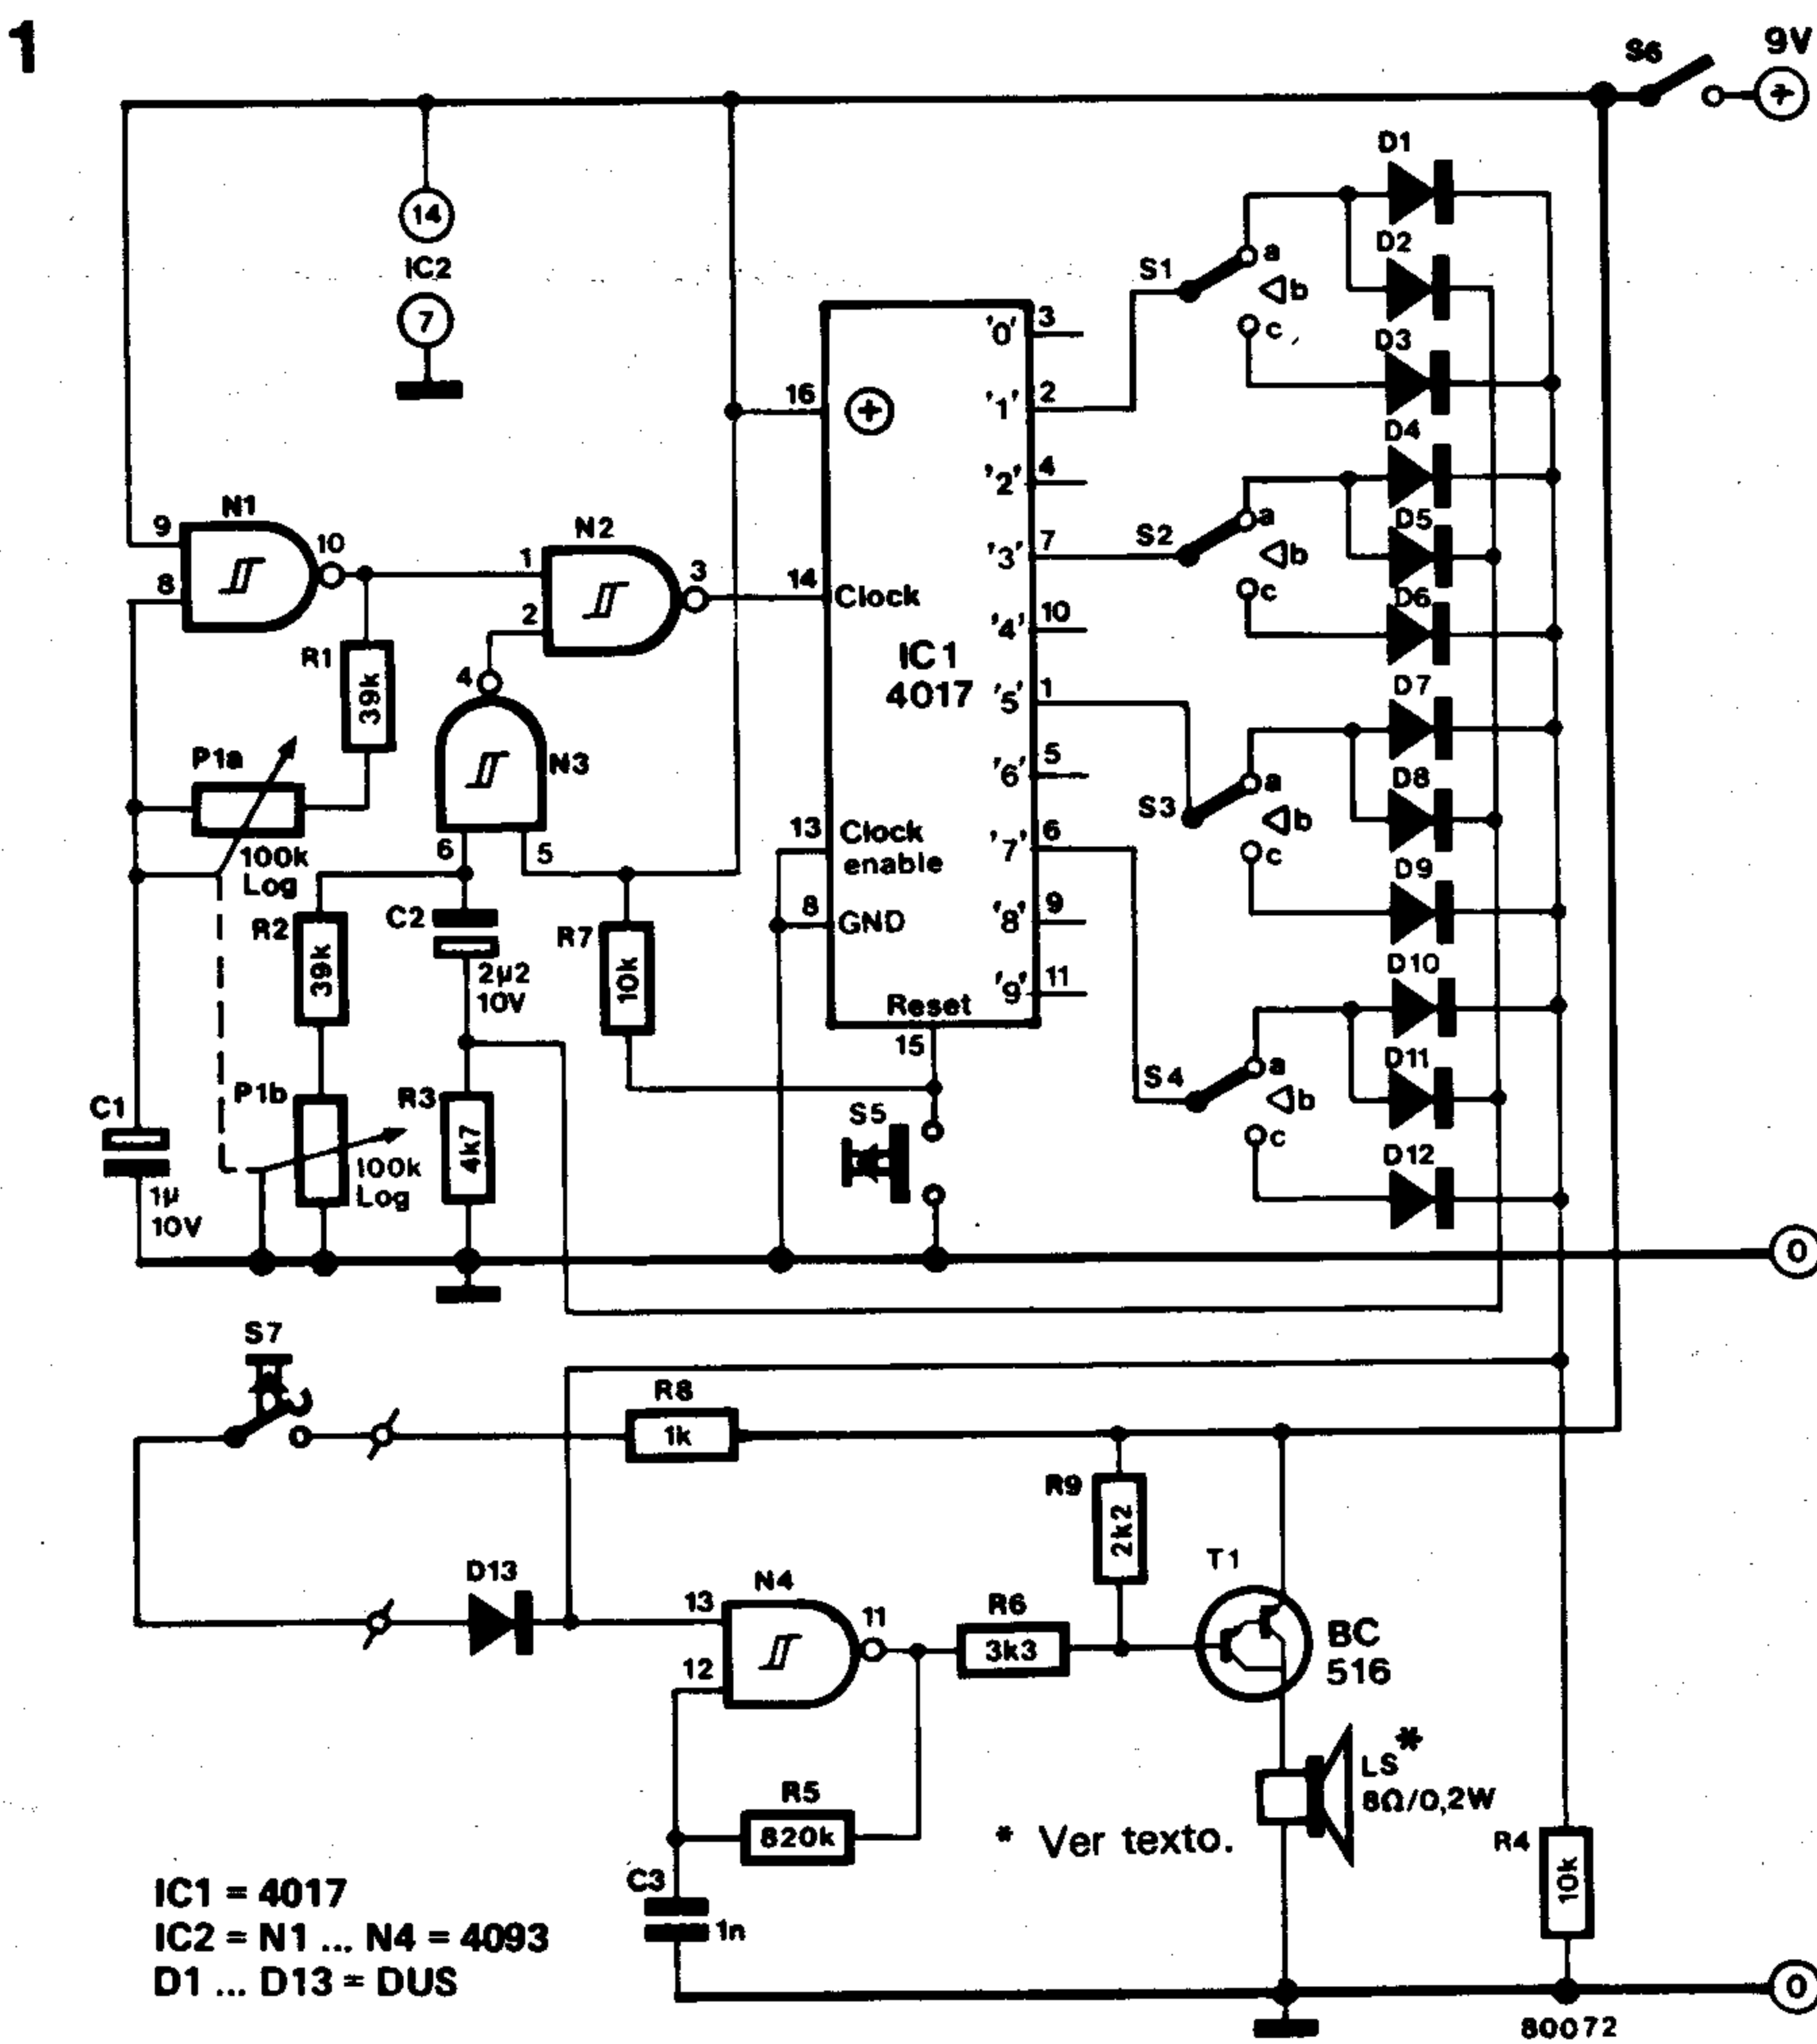 1
S6
9V
+
D1
14
IC2
7
D2
S1
a
b
c
D3
'0' 3
16
+
'1' 2
D4
'2' 4
N1
9
10
8
N2
1
3
2
14
Clock
'3' 7
S2
a
b
c
D5
D6
R1
39k
4
N3
IC1
4017
'4' 10
'5' 1
D7
P1a
100k
Log
6
5
'6' 5
S3
a
b
c
D8
13
Clock
enable
'7' 6
D9
R2
39k
C2
2µ2
10V
R7
10k
8
GND
'8' 9
'9' 11
D10
Reset
15
C1
1µ
10V
P1b
100k
Log
R3
4k7
S5
S4
a
b
c
D11
D12
0
S7
R8
1k
R9
2k2
D13
N4
13
11
12
R6
3k3
T1
BC
516
R5
820k
LS*
8Ω/0,2W
* Ver texto.
R4
10k
C3
1n
IC1 = 4017
IC2 = N1 ... N4 = 4093
D1 ... D13 = DUS
0
80072